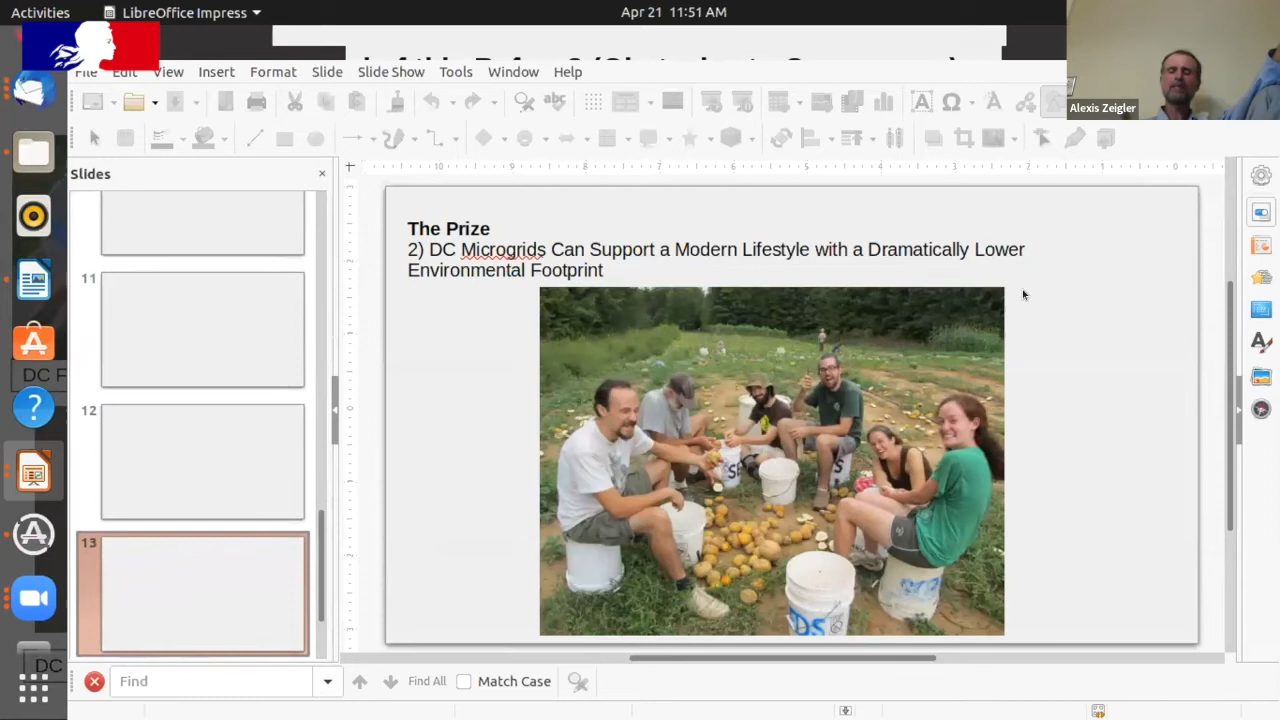 Activities
LibreOffice Impress
Apr 21 11:51 AM
File Edit View Insert Format Slide Slide Show Tools Window Help
Alexis Zeigler
Slides
11
12
13
The Prize
2) DC Microgrids Can Support a Modern Lifestyle with a Dramatically Lower
Environmental Footprint
DC F
DC
Find
Find All
Match Case